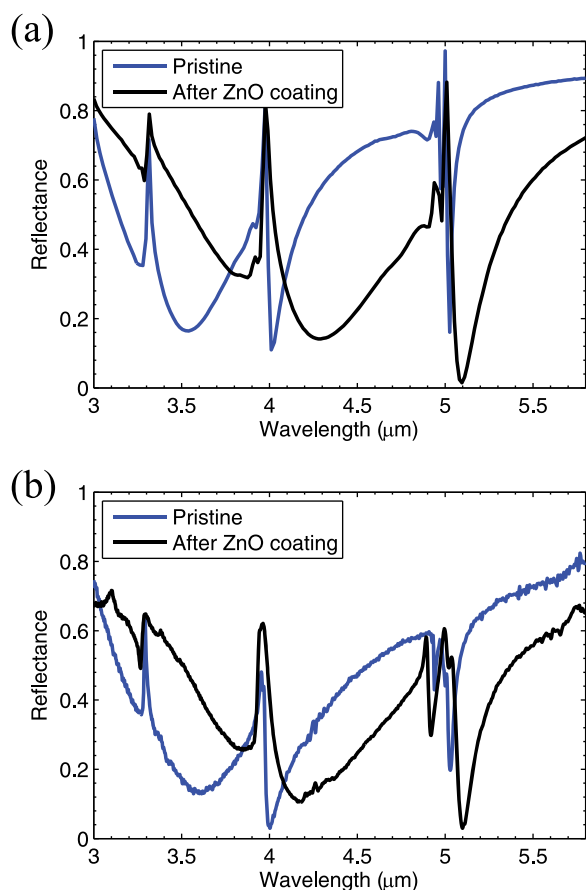 (a)
1
0.8
0.6
0.4
0.2
0
Reflectance
Pristine
After ZnO coating
3 3.5 4 4.5 5 5.5
Wavelength (μm)
(b)
1
0.8
0.6
0.4
0.2
0
Reflectance
Pristine
After ZnO coating
3 3.5 4 4.5 5 5.5
Wavelength (μm)